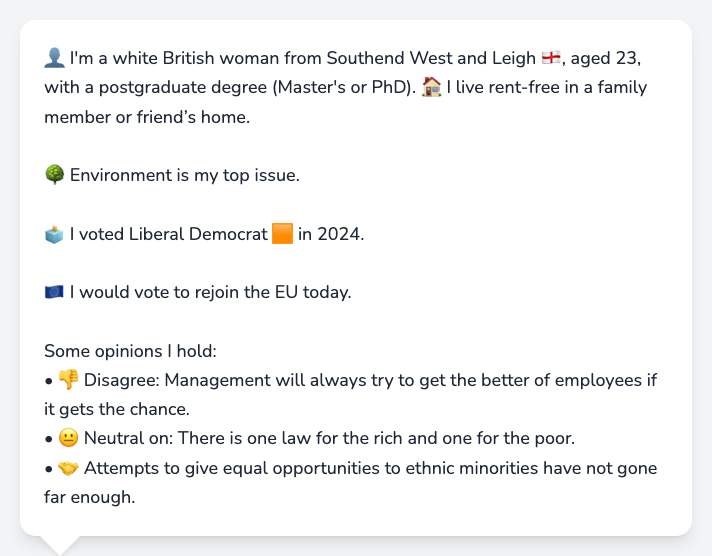 👤 I'm a white British woman from Southend West and Leigh 🏴󠁧󠁢󠁥󠁮󠁧󠁿, aged 23,
with a postgraduate degree (Master's or PhD). 🏠 I live rent-free in a family
member or friend’s home.
🌳 Environment is my top issue.
🗳️ I voted Liberal Democrat 🟧 in 2024.
🇪🇺 I would vote to rejoin the EU today.
Some opinions I hold:
• 👎 Disagree: Management will always try to get the better of employees if
it gets the chance.
• 😐 Neutral on: There is one law for the rich and one for the poor.
• 🤝 Attempts to give equal opportunities to ethnic minorities have not gone
far enough.